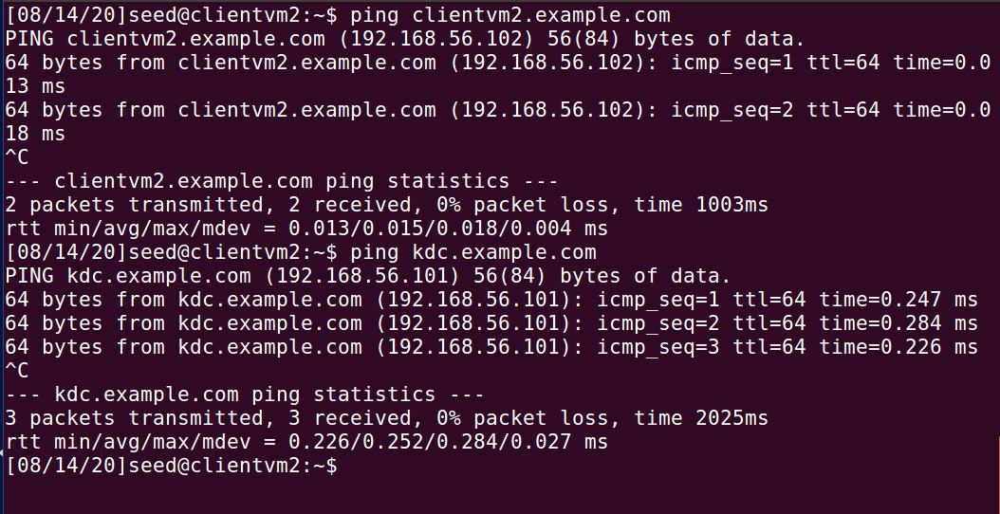 [08/14/20]seed@clientvm2:~$ ping clientvm2.example.com
PING clientvm2.example.com (192.168.56.102) 56(84) bytes of data.
64 bytes from clientvm2.example.com (192.168.56.102): icmp_seq=1 ttl=64 time=0.0
13 ms
64 bytes from clientvm2.example.com (192.168.56.102): icmp_seq=2 ttl=64 time=0.0
18 ms
^C
--- clientvm2.example.com ping statistics ---
2 packets transmitted, 2 received, 0% packet loss, time 1003ms
rtt min/avg/max/mdev = 0.013/0.015/0.018/0.004 ms
[08/14/20]seed@clientvm2:~$ ping kdc.example.com
PING kdc.example.com (192.168.56.101) 56(84) bytes of data.
64 bytes from kdc.example.com (192.168.56.101): icmp_seq=1 ttl=64 time=0.247 ms
64 bytes from kdc.example.com (192.168.56.101): icmp_seq=2 ttl=64 time=0.284 ms
64 bytes from kdc.example.com (192.168.56.101): icmp_seq=3 ttl=64 time=0.226 ms
^C
--- kdc.example.com ping statistics ---
3 packets transmitted, 3 received, 0% packet loss, time 2025ms
rtt min/avg/max/mdev = 0.226/0.252/0.284/0.027 ms
[08/14/20]seed@clientvm2:~$